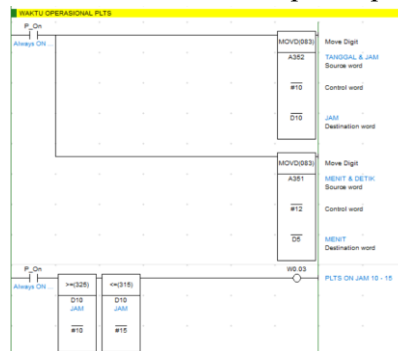 WAKTU OPERASIONAL PLTS
P_On
Always ON ...
MOVD(083)
Move Digit
A352
TANGGAL & JAM
Source word
#10
Control word
D10
JAM
Destination word
MOVD(083)
Move Digit
A351
MENIT & DETIK
Source word
#12
Control word
D5
MENIT
Destination word
P_On
Always ON ...
>=(325)
<=(315)
W0.03
PLTS ON JAM 10 - 15
D10
JAM
D10
JAM
#10
#15